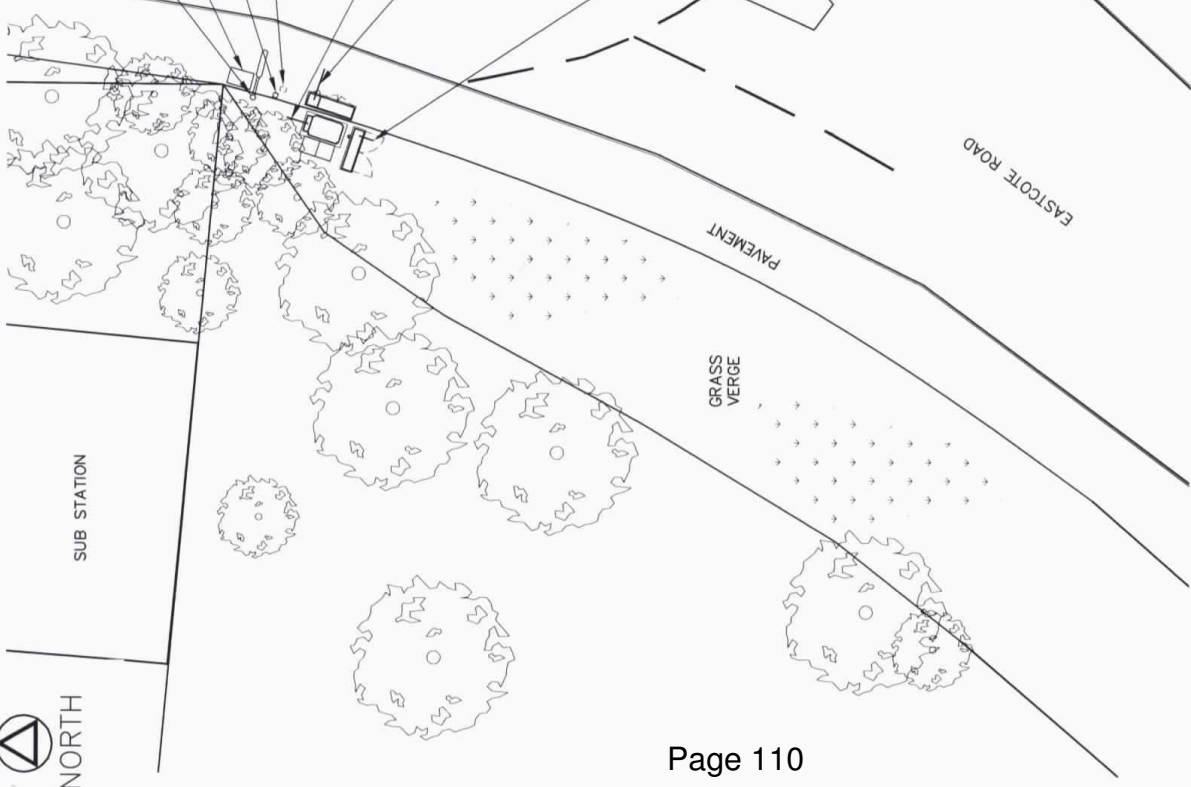 EASTCOTE ROAD
PAVEMENT
GRASS
VERGE
SUB STATION
NORTH
Page 110